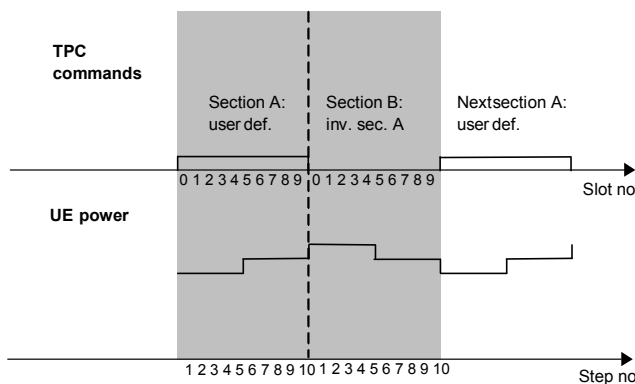 TPC
commands
Section A:
user def.
Section B:
inv. sec. A
Nextsection A:
user def.
0 1 2 3 4 5 6 7 8 9 0 1 2 3 4 5 6 7 8 9
Slot no
UE power
1 2 3 4 5 6 7 8 9 10 1 2 3 4 5 6 7 8 9 10
Step no